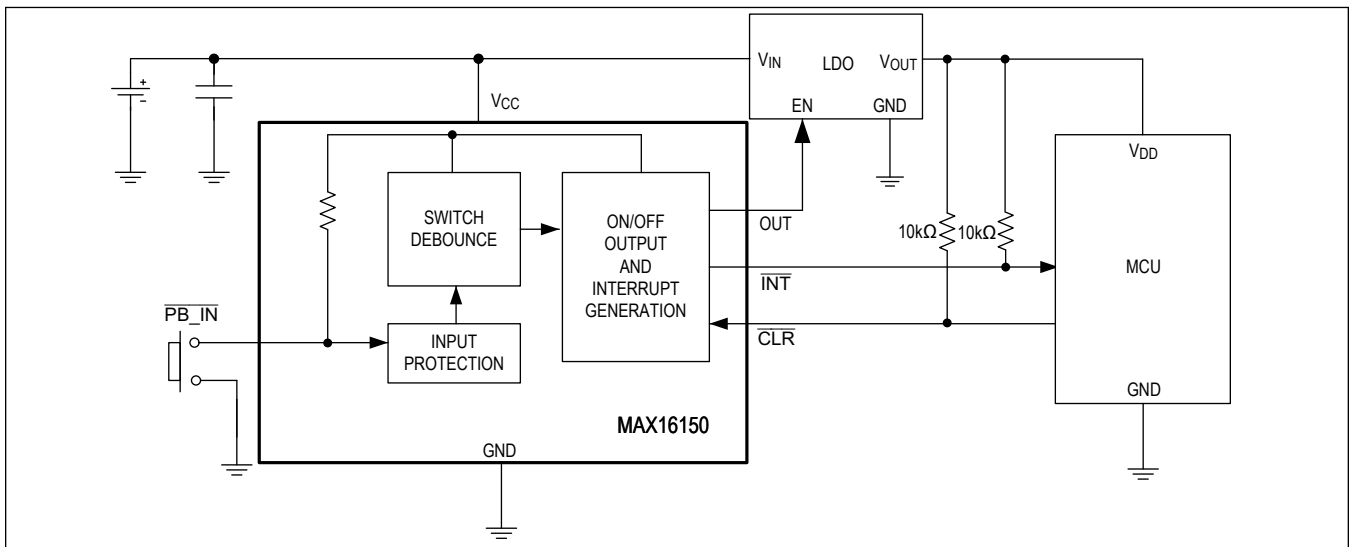 VIN LDO VOUT
EN GND
VCC
+
-
VDD
SWITCH
DEBOUNCE
ON/OFF
OUTPUT
AND
INTERRUPT
GENERATION
OUT
10kΩ 10kΩ
INT
MCU
PB_IN
INPUT
PROTECTION
CLR
GND
MAX16150
GND